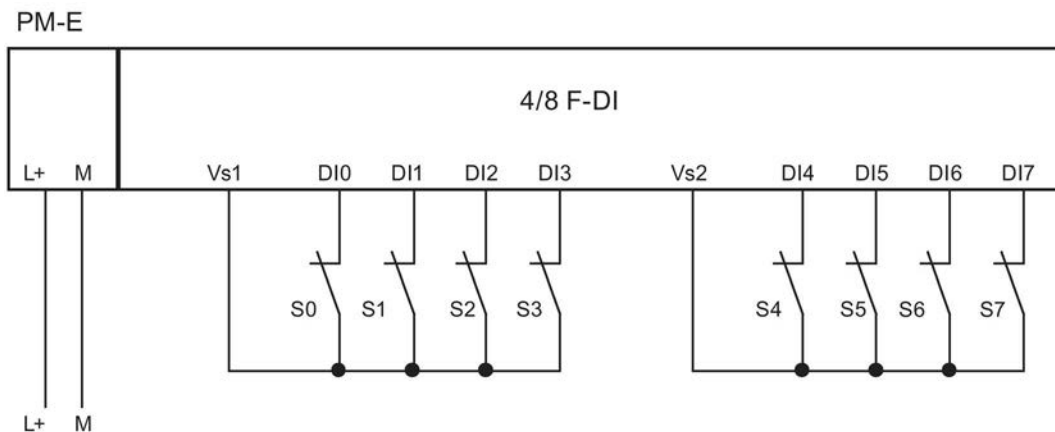 PM-E
4/8 F-DI
L+ M Vs1 DI0 DI1 DI2 DI3 Vs2 DI4 DI5 DI6 DI7
S0 S1 S2 S3 S4 S5 S6 S7
L+ M